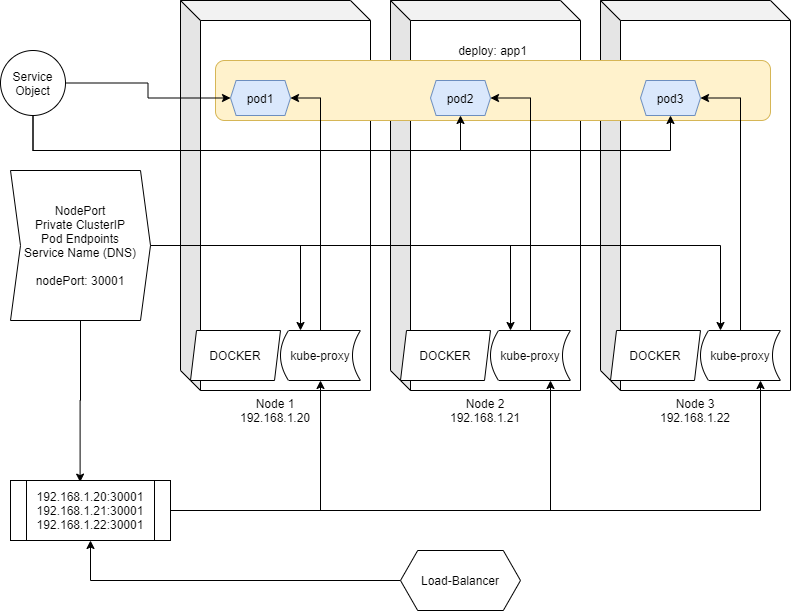 deploy: app1
Service
Object
pod1
pod2
pod3
NodePort
Private ClusterIP
Pod Endpoints
Service Name (DNS)
nodePort: 30001
DOCKER
kube-proxy
DOCKER
kube-proxy
DOCKER
kube-proxy
Node 1
192.168.1.20
Node 2
192.168.1.21
Node 3
192.168.1.22
192.168.1.20:30001
192.168.1.21:30001
192.168.1.22:30001
Load-Balancer